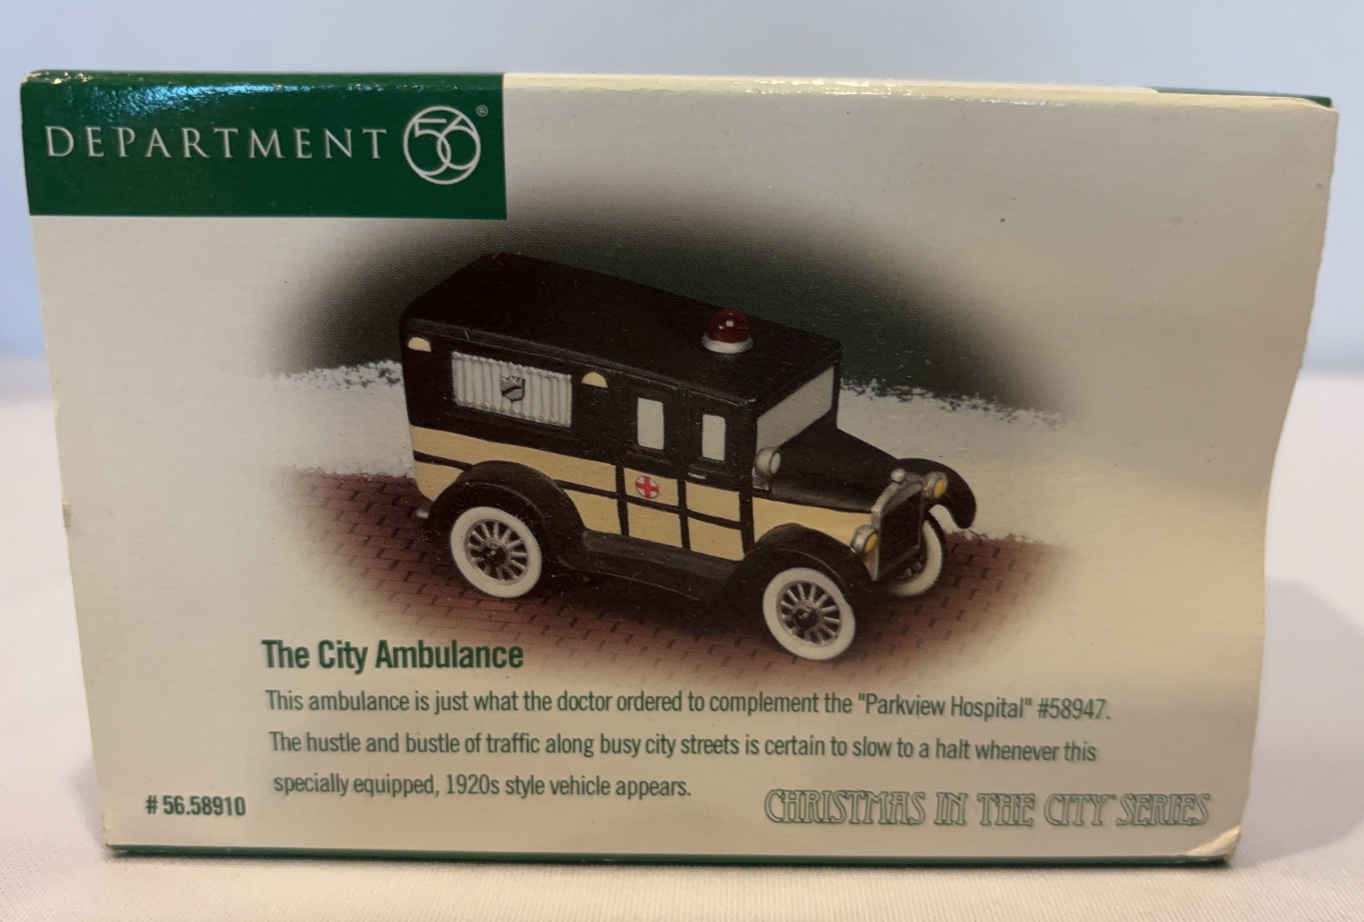 DEPARTMENT 56®
The City Ambulance
This ambulance is just what the doctor ordered to complement the "Parkview Hospital" #58947.
The hustle and bustle of traffic along busy city streets is certain to slow to a halt whenever this
specially equipped, 1920s style vehicle appears.
# 56.58910
CHRISTMAS IN THE CITY SERIES